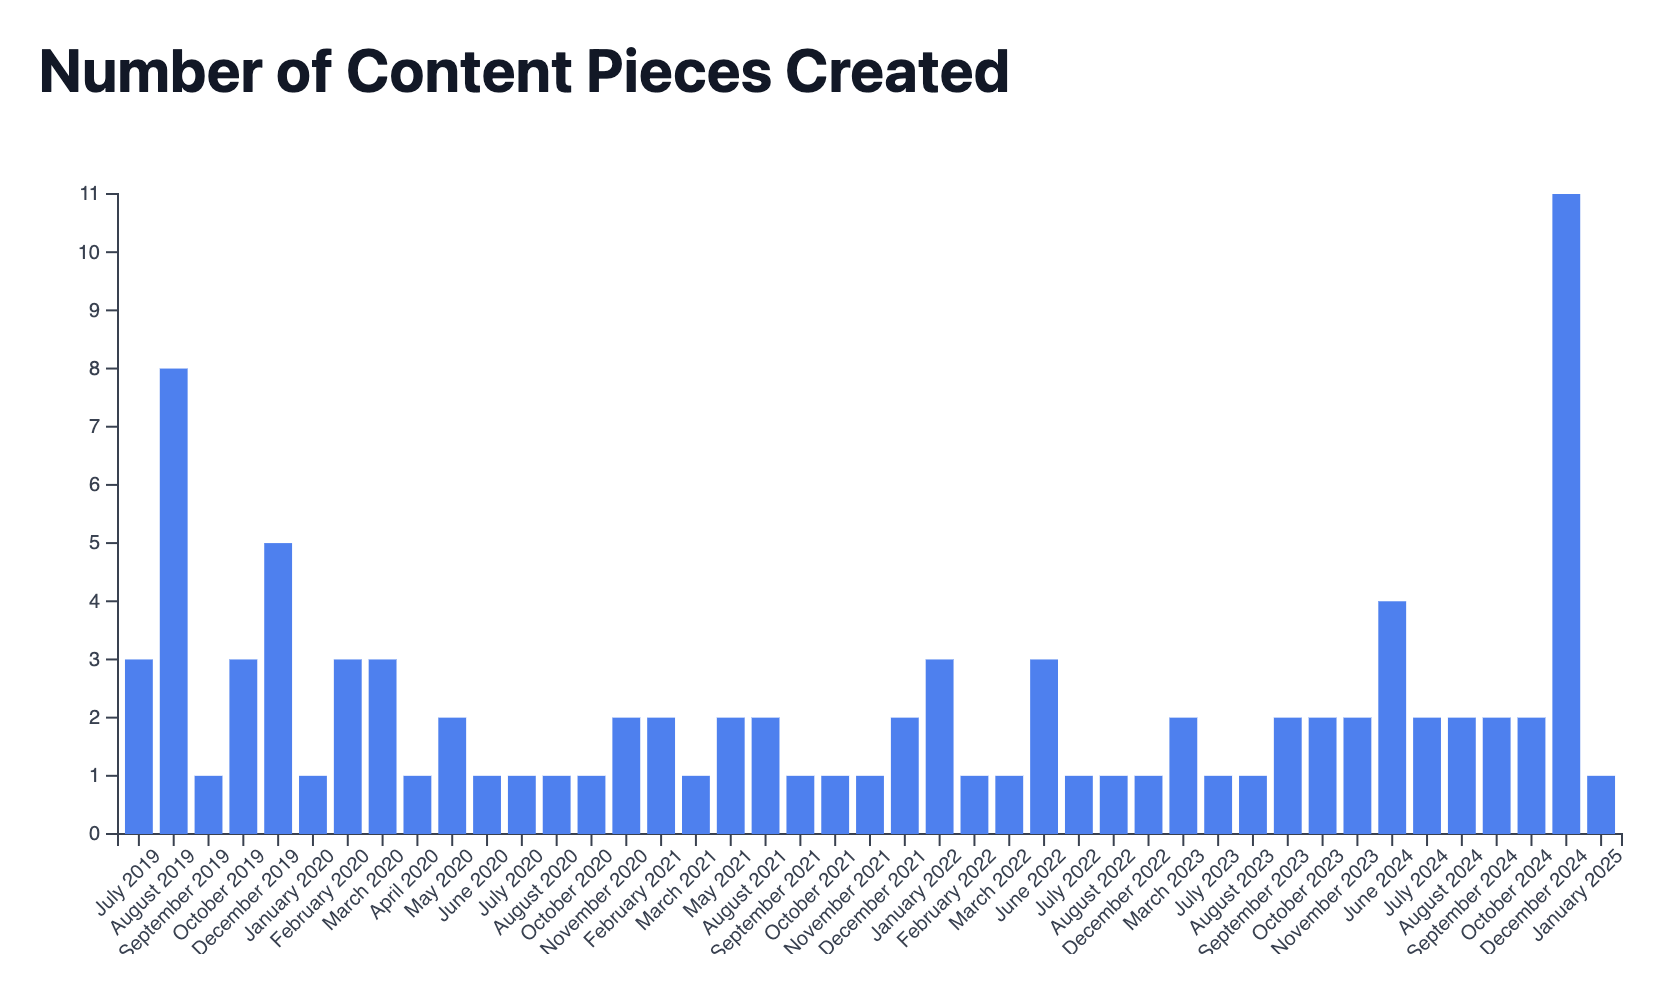 Number of Content Pieces Created
11
10
9
8
7
6
5
4
3
2
1
0
July 2019
August 2019
September 2019
October 2019
December 2019
January 2020
February 2020
March 2020
April 2020
May 2020
June 2020
July 2020
August 2020
October 2020
November 2020
February 2021
March 2021
May 2021
August 2021
September 2021
October 2021
November 2021
December 2021
January 2022
February 2022
March 2022
June 2022
July 2022
August 2022
December 2022
March 2023
July 2023
August 2023
September 2023
October 2023
November 2023
June 2024
July 2024
August 2024
September 2024
October 2024
December 2024
January 2025